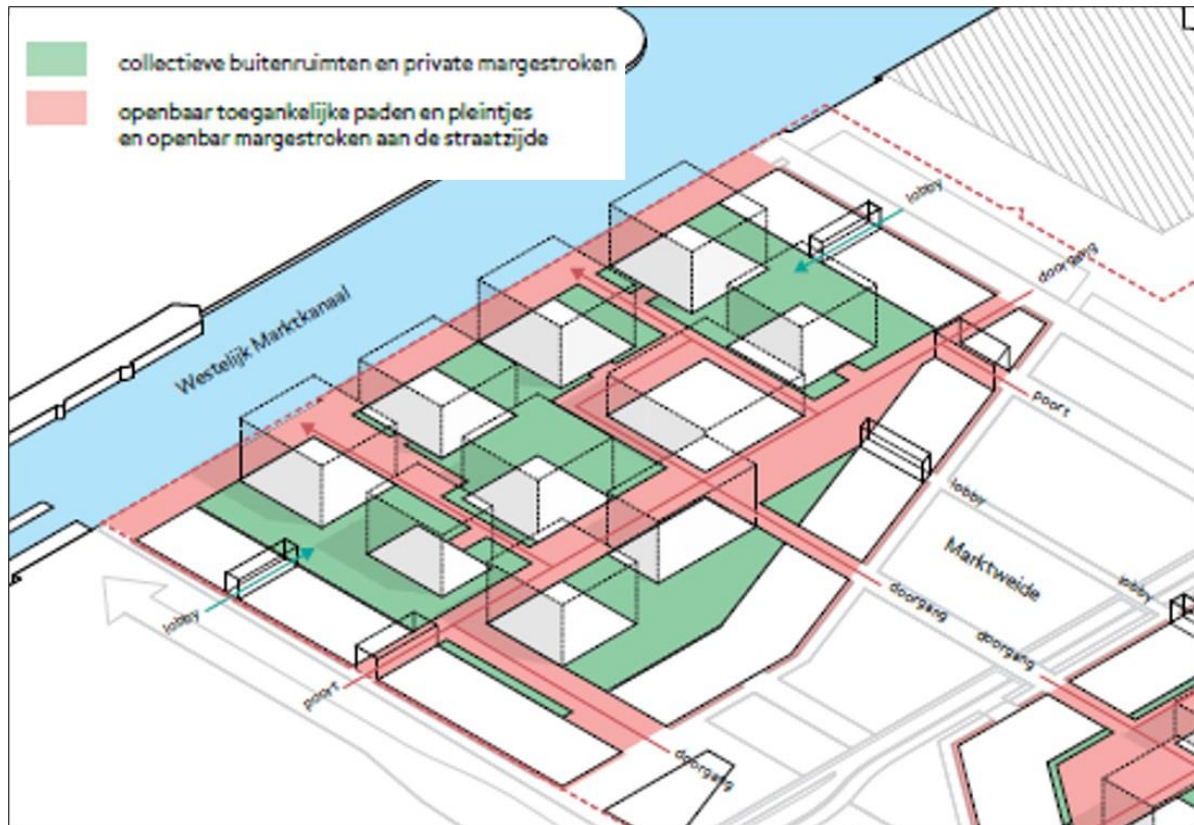 collectieve buitenruimten en private margestroken
openbaar toegankelijke paden en pleintjes
en openbar margestroken aan de straatzijde
lobby
doorgang
Westelijk Marktkanaal
poort
lobby
Marktweide
lobby
doorgang
doorgang
lobby
poort
doorgang